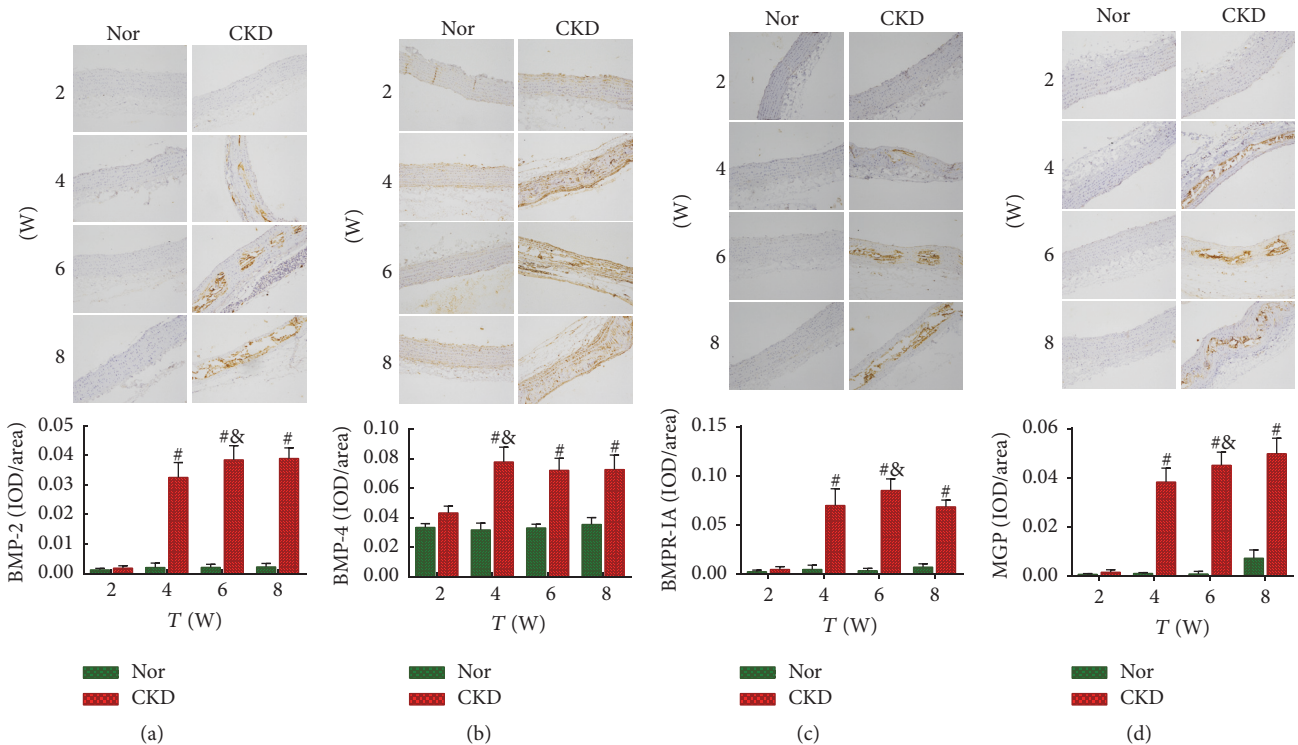 Nor CKD
2
4
6
8
(W)
BMP-2 (IOD/area)
0.05
0.04
0.03
0.02
0.01
0.00
# #& #
2 4 6 8
T (W)
Nor
CKD
(a)
Nor CKD
2
4
6
8
(W)
BMP-4 (IOD/area)
0.10
0.08
0.06
0.04
0.02
0.00
#& # #
2 4 6 8
T (W)
Nor
CKD
(b)
Nor CKD
2
4
6
8
(W)
BMPR-IA (IOD/area)
0.15
0.10
0.05
0.00
# #& #
2 4 6 8
T (W)
Nor
CKD
(c)
Nor CKD
2
4
6
8
(W)
MGP (IOD/area)
0.06
0.04
0.02
0.00
# #& #
2 4 6 8
T (W)
Nor
CKD
(d)